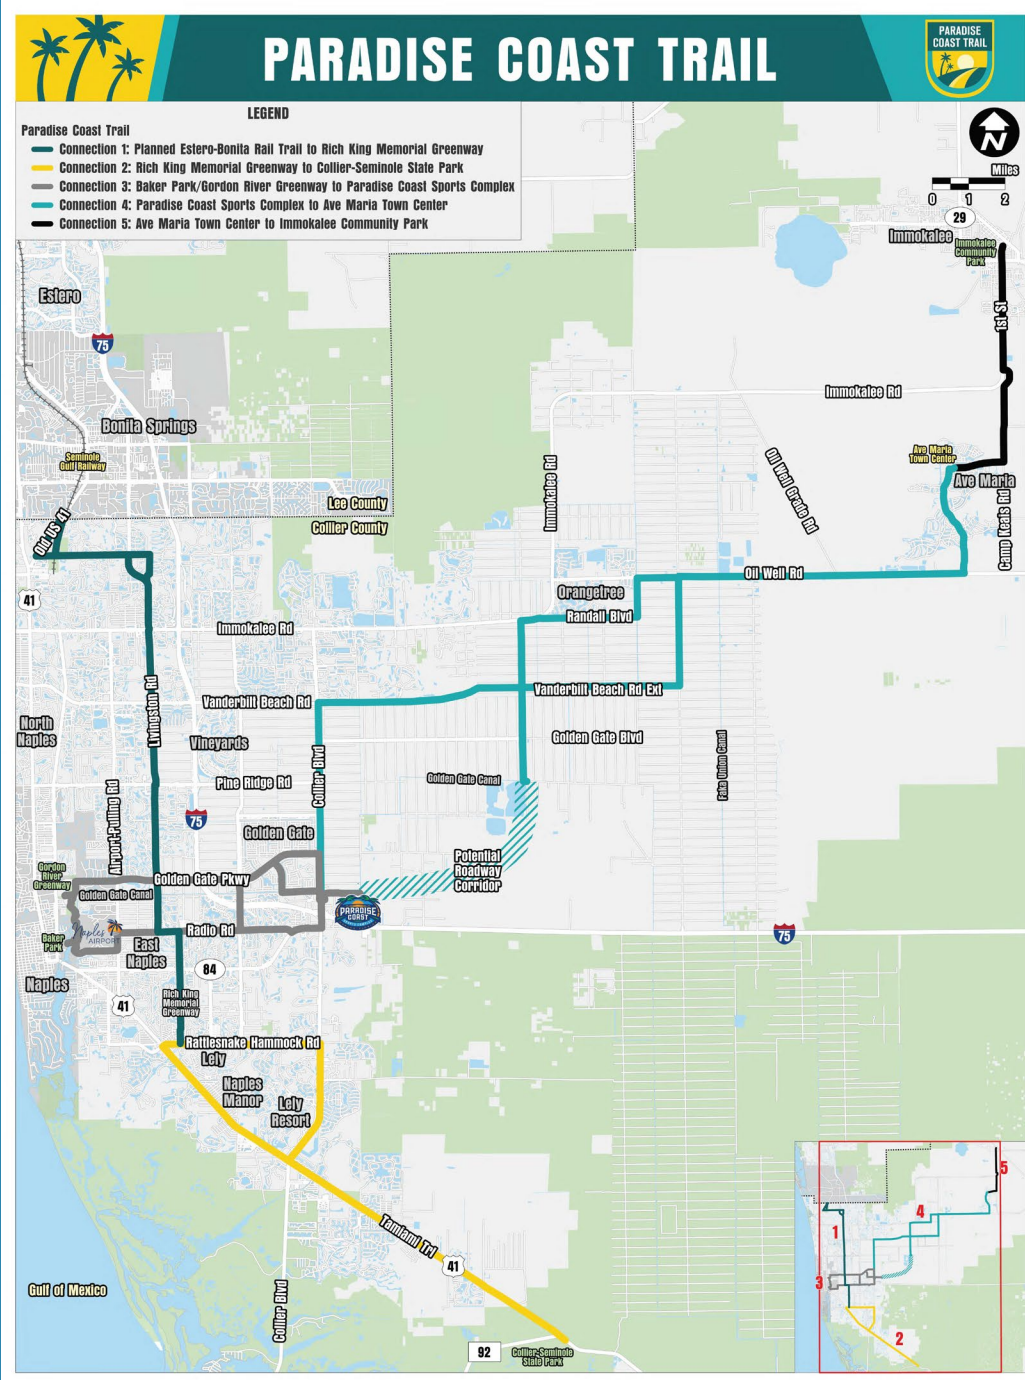 PARADISE COAST TRAIL
PARADISE
COAST TRAIL
LEGEND
Paradise Coast Trail
Connection 1: Planned Estero-Bonita Rail Trail to Rich King Memorial Greenway
Connection 2: Rich King Memorial Greenway to Collier-Seminole State Park
Connection 3: Baker Park/Gordon River Greenway to Paradise Coast Sports Complex
Connection 4: Paradise Coast Sports Complex to Ave Maria Town Center
Connection 5: Ave Maria Town Center to Immokalee Community Park
N
Miles
0 1 2
29
Immokalee
Immokalee
Community
Park
Estero
75
1st St
Immokalee Rd
Bonita Springs
Seminole
Gulf Railway
Ave Maria
Town Center
Ave Maria
Oil Well Grade Rd
Immokalee Rd
Camp Keais Rd
Lee County
Collier County
Old US 41
Oil Well Rd
Orangetree
41
Randall Blvd
Immokalee Rd
Livingston Rd
Vanderbilt Beach Rd
Vanderbilt Beach Rd Ext
North
Naples
Vineyards
Golden Gate Blvd
Collier Blvd
Faka Union Canal
Pine Ridge Rd
Golden Gate Canal
Airport-Pulling Rd
75
Golden Gate
Potential
Roadway
Corridor
Gordon
River
Greenway
Golden Gate Pkwy
Golden Gate Canal
PARADISE
COAST
Naples
AIRPORT
Radio Rd
75
Baker
Park
East
Naples
84
Naples
41
Rich King
Memorial
Greenway
Rattlesnake Hammock Rd
Lely
Naples
Manor
Lely
Resort
Tamiami Trl
41
Gulf of Mexico
Collier Blvd
92
Collier-Seminole
State Park
5
4
1
3
2